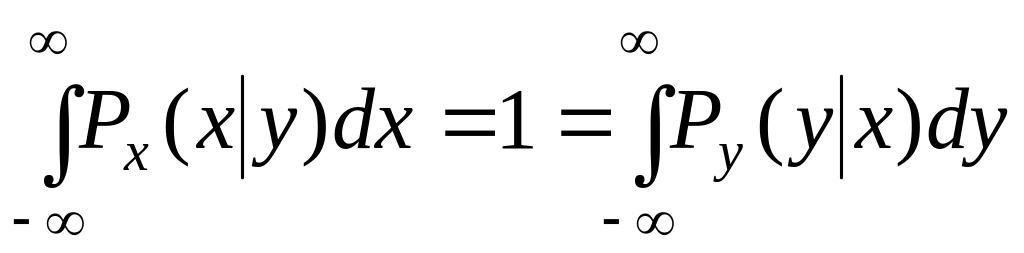 ∫_{-∞}^{∞} P_x(x|y)dx = 1 = ∫_{-∞}^{∞} P_y(y|x)dy